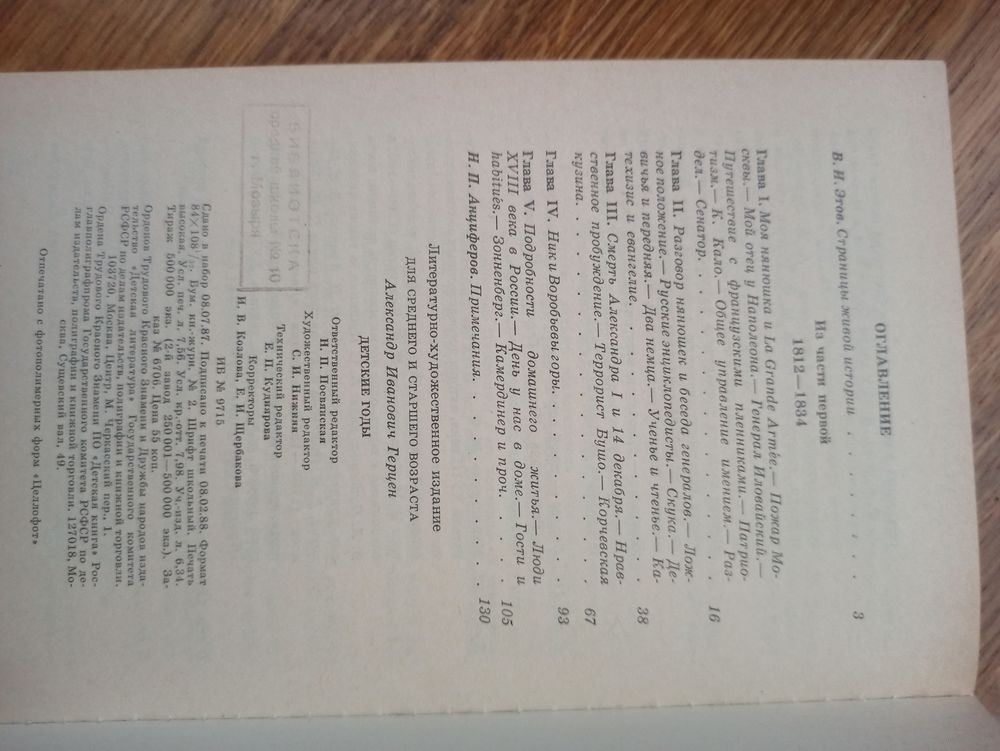 ОГЛАВЛЕНИЕ
В. И. Этов. Страницы живой истории . . . . . 3
Из части первой
1812—1834
Глава I. Моя нянюшка и La Grande Armée.— Пожар Мо-
сквы.— Мой отец у Наполеона.— Генерал Иловайский.—
Путешествие с французскими пленниками.— Патрио-
тизм.— К. Кало.— Общее управление имением.— Раз-
дел.— Сенатор. . . . . . . . . . 16
Глава II. Разговор нянюшек и беседа генералов.— Лож-
ное положение.— Русские энциклопедисты.— Скука.— Де-
вичья и передняя.— Два немца.— Ученье и чтенье.— Ка-
техизис и евангелие. . . . . . . . . 38
Глава III. Смерть Александра I и 14 декабря.— Нрав-
ственное пробуждение.— Террорист Бушо.— Корчевская
кузина. . . . . . . . . . . . 67
Глава IV. Ник и Воробьевы горы. . . . . . . 93
Глава V. Подробности домашнего житья.— Люди
XVIII века в России.— День у нас в доме.— Гости и
habitués.— Зонненберг.— Камердинер и проч. . . . . 105
Н. П. Анциферов. Примечания. . . . . . . 130
Литературно-художественное издание
ДЛЯ СРЕДНЕГО И СТАРШЕГО ВОЗРАСТА
Александр Иванович Герцен
ДЕТСКИЕ ГОДЫ
Ответственный редактор
И. П. Посвянская
Художественный редактор
С. И. Нижняя
Технический редактор
Е. П. Кудиярова
Корректоры
И. В. Козлова, Е. И. Щербакова
ИБ № 9715
Сдано в набор 08.07.87. Подписано к печати 08.02.88. Формат
84×108¹/₃₂. Бум. кн.-журн. № 2. Шрифт школьный. Печать
высокая. Усл. печ. л. 7,56. Усл. кр.-отт. 7,98. Уч.-изд. л. 6,34.
Тираж 500 000 экз. (2-й завод 250 001—500 000 экз.). За-
каз № 6706. Цена 55 коп.
Орденов Трудового Красного Знамени и Дружбы народов изда-
тельство «Детская литература» Государственного комитета
РСФСР по делам издательств, полиграфии и книжной торговли.
103720, Москва, Центр, М. Черкасский пер., 1.
Ордена Трудового Красного Знамени ПО «Детская книга» Рос-
главполиграфпрома Государственного комитета РСФСР по де-
лам издательств, полиграфии и книжной торговли. 127018, Мо-
сква, Сущевский вал, 49.
Отпечатано с фотополимерных форм «Целлофот»
БИБЛИОТЕКА
средней школы № 10
г. Мозыря